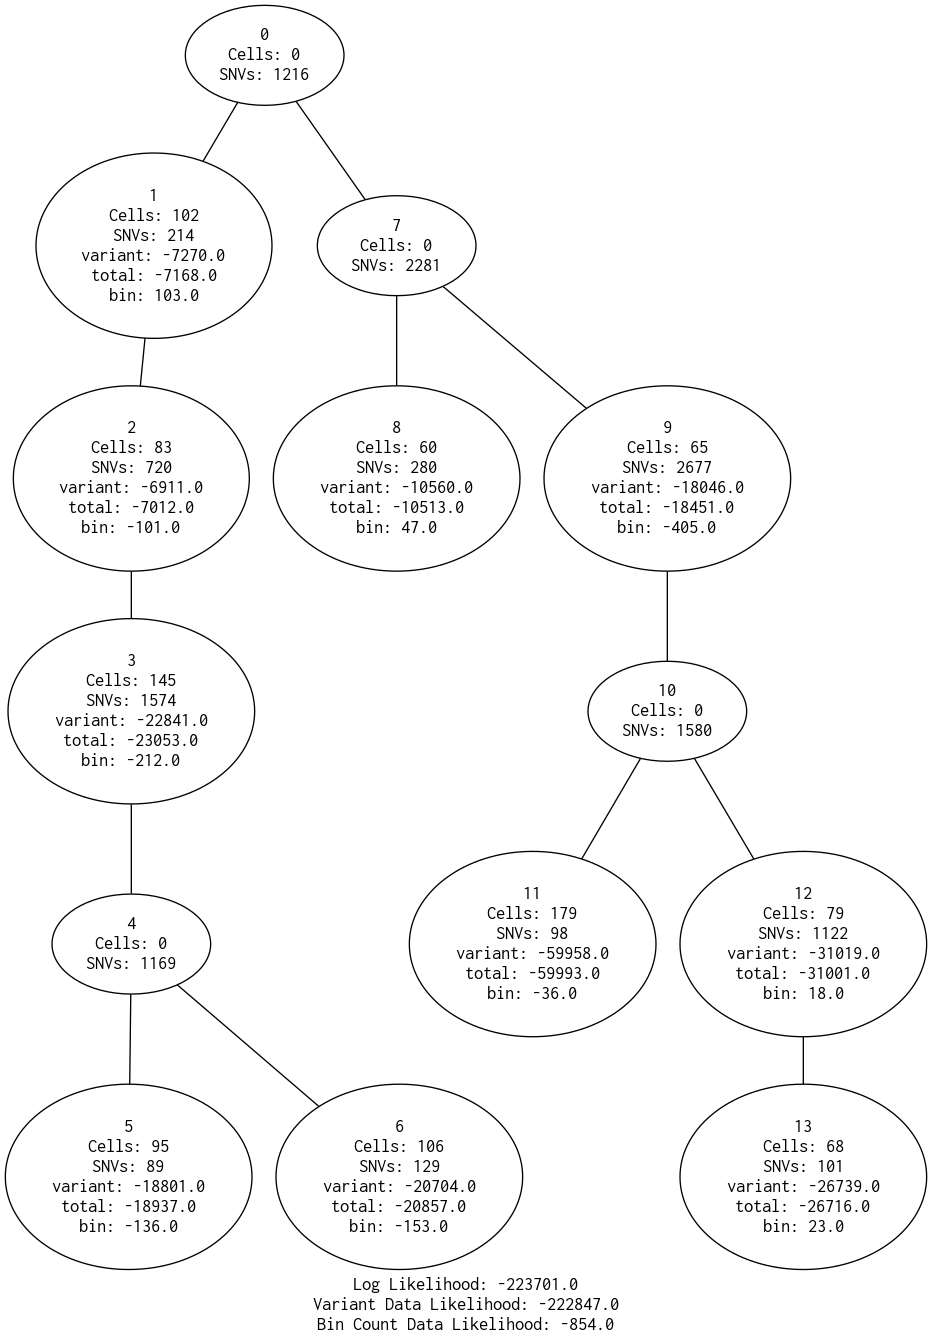 0
Cells: 0
SNVs: 1216
1
Cells: 102
SNVs: 214
variant: -7270.0
total: -7168.0
bin: 103.0
7
Cells: 0
SNVs: 2281
2
Cells: 83
SNVs: 720
variant: -6911.0
total: -7012.0
bin: -101.0
8
Cells: 60
SNVs: 280
variant: -10560.0
total: -10513.0
bin: 47.0
9
Cells: 65
SNVs: 2677
variant: -18046.0
total: -18451.0
bin: -405.0
3
Cells: 145
SNVs: 1574
variant: -22841.0
total: -23053.0
bin: -212.0
10
Cells: 0
SNVs: 1580
4
Cells: 0
SNVs: 1169
11
Cells: 179
SNVs: 98
variant: -59958.0
total: -59993.0
bin: -36.0
12
Cells: 79
SNVs: 1122
variant: -31019.0
total: -31001.0
bin: 18.0
5
Cells: 95
SNVs: 89
variant: -18801.0
total: -18937.0
bin: -136.0
6
Cells: 106
SNVs: 129
variant: -20704.0
total: -20857.0
bin: -153.0
13
Cells: 68
SNVs: 101
variant: -26739.0
total: -26716.0
bin: 23.0
Log Likelihood: -223701.0
Variant Data Likelihood: -222847.0
Bin Count Data Likelihood: -854.0